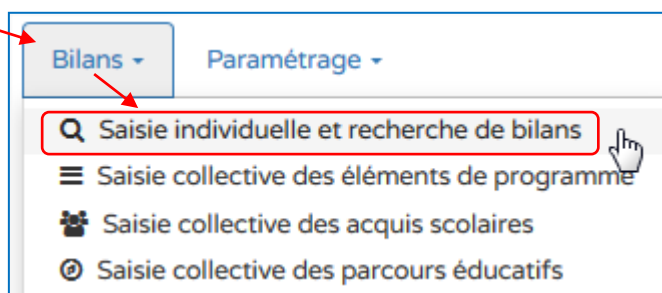 Bilans Paramétrage
Saisie individuelle et recherche de bilans
Saisie collective des éléments de programme
Saisie collective des acquis scolaires
Saisie collective des parcours éducatifs